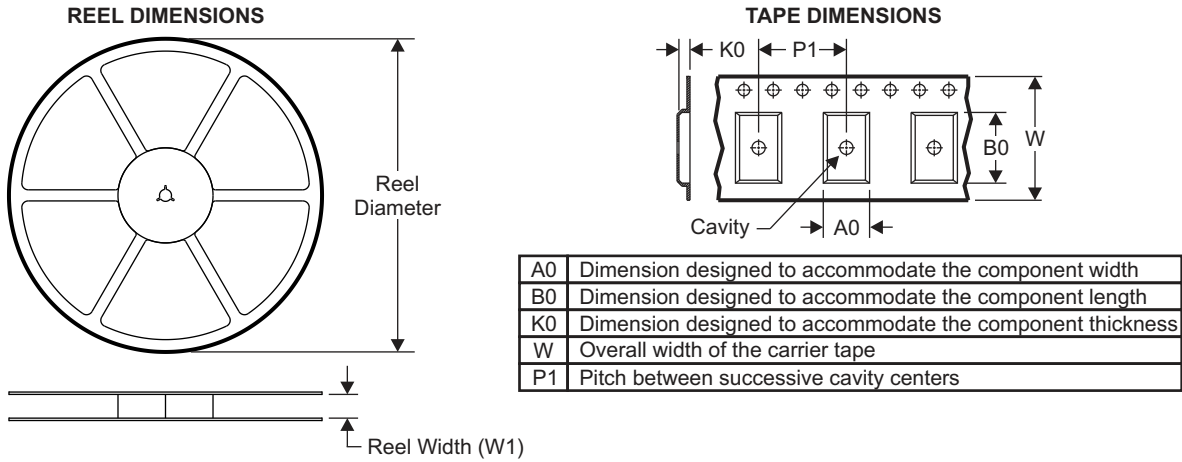 REEL DIMENSIONS
Reel
Diameter
Reel Width (W1)
TAPE DIMENSIONS
K0
P1
B0
W
Cavity
A0
A0 Dimension designed to accommodate the component width
B0 Dimension designed to accommodate the component length
K0 Dimension designed to accommodate the component thickness
W Overall width of the carrier tape
P1 Pitch between successive cavity centers